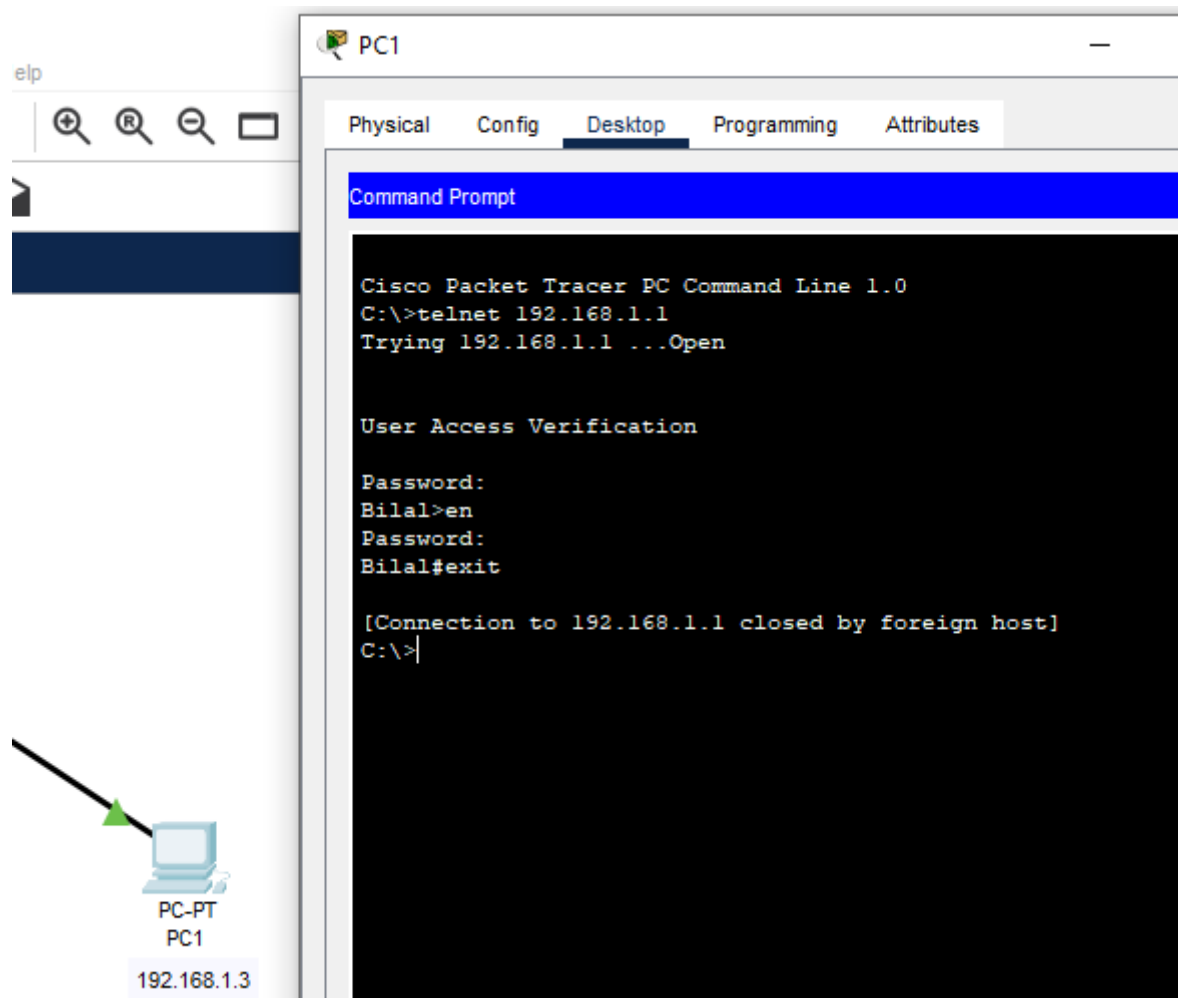 PC1
elp
Physical Config Desktop Programming Attributes
Command Prompt
Cisco Packet Tracer PC Command Line 1.0
C:\>telnet 192.168.1.1
Trying 192.168.1.1 ...Open
User Access Verification
Password:
Bilal>en
Password:
Bilal#exit
[Connection to 192.168.1.1 closed by foreign host]
C:\>
PC-PT
PC1
192.168.1.3